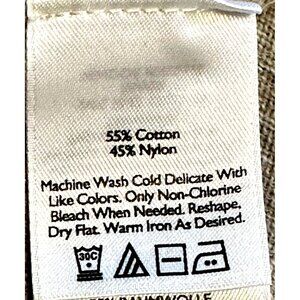 55% Cotton
45% Nylon
Machine Wash Cold Delicate With
Like Colors. Only Non-Chlorine
Bleach When Needed. Reshape,
Dry Flat. Warm Iron As Desired.
30C